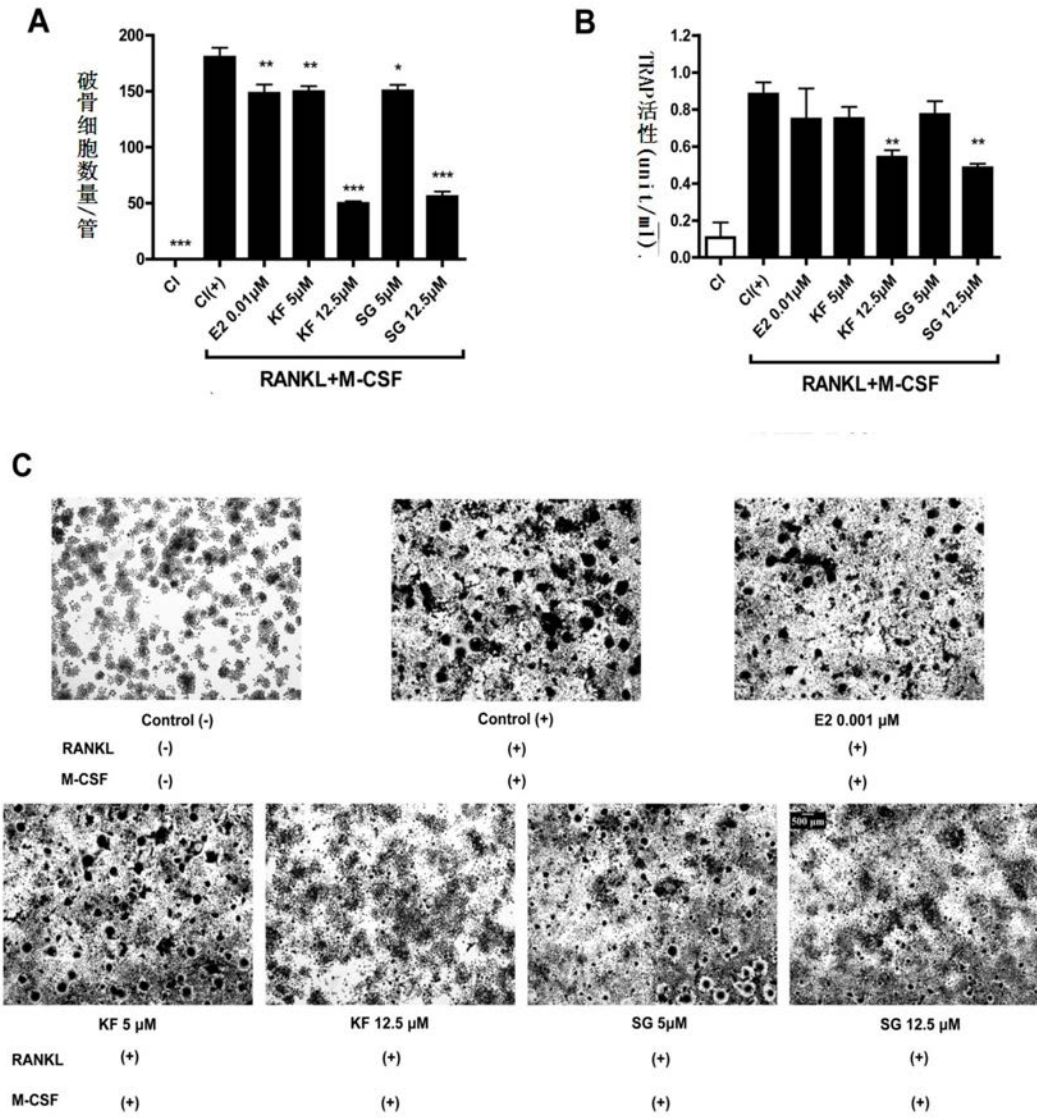 A
破骨细胞数量/管
200
150
100
50
0
***
**
**
***
*
***
Cl
Cl(+)
E2 0.01μM
KF 5μM
KF 12.5μM
SG 5μM
SG 12.5μM
RANKL+M-CSF
B
TRAP活性(unit/ml).
1.2
1.0
0.8
0.6
0.4
0.2
0.0
**
**
Cl
Cl(+)
E2 0.01μM
KF 5μM
KF 12.5μM
SG 5μM
SG 12.5μM
RANKL+M-CSF
C
Control (-)
Control (+)
E2 0.001 μM
RANKL (-) (+) (+)
M-CSF (-) (+) (+)
500 μm
KF 5 μM
KF 12.5 μM
SG 5μM
SG 12.5 μM
RANKL (+) (+) (+) (+)
M-CSF (+) (+) (+) (+)